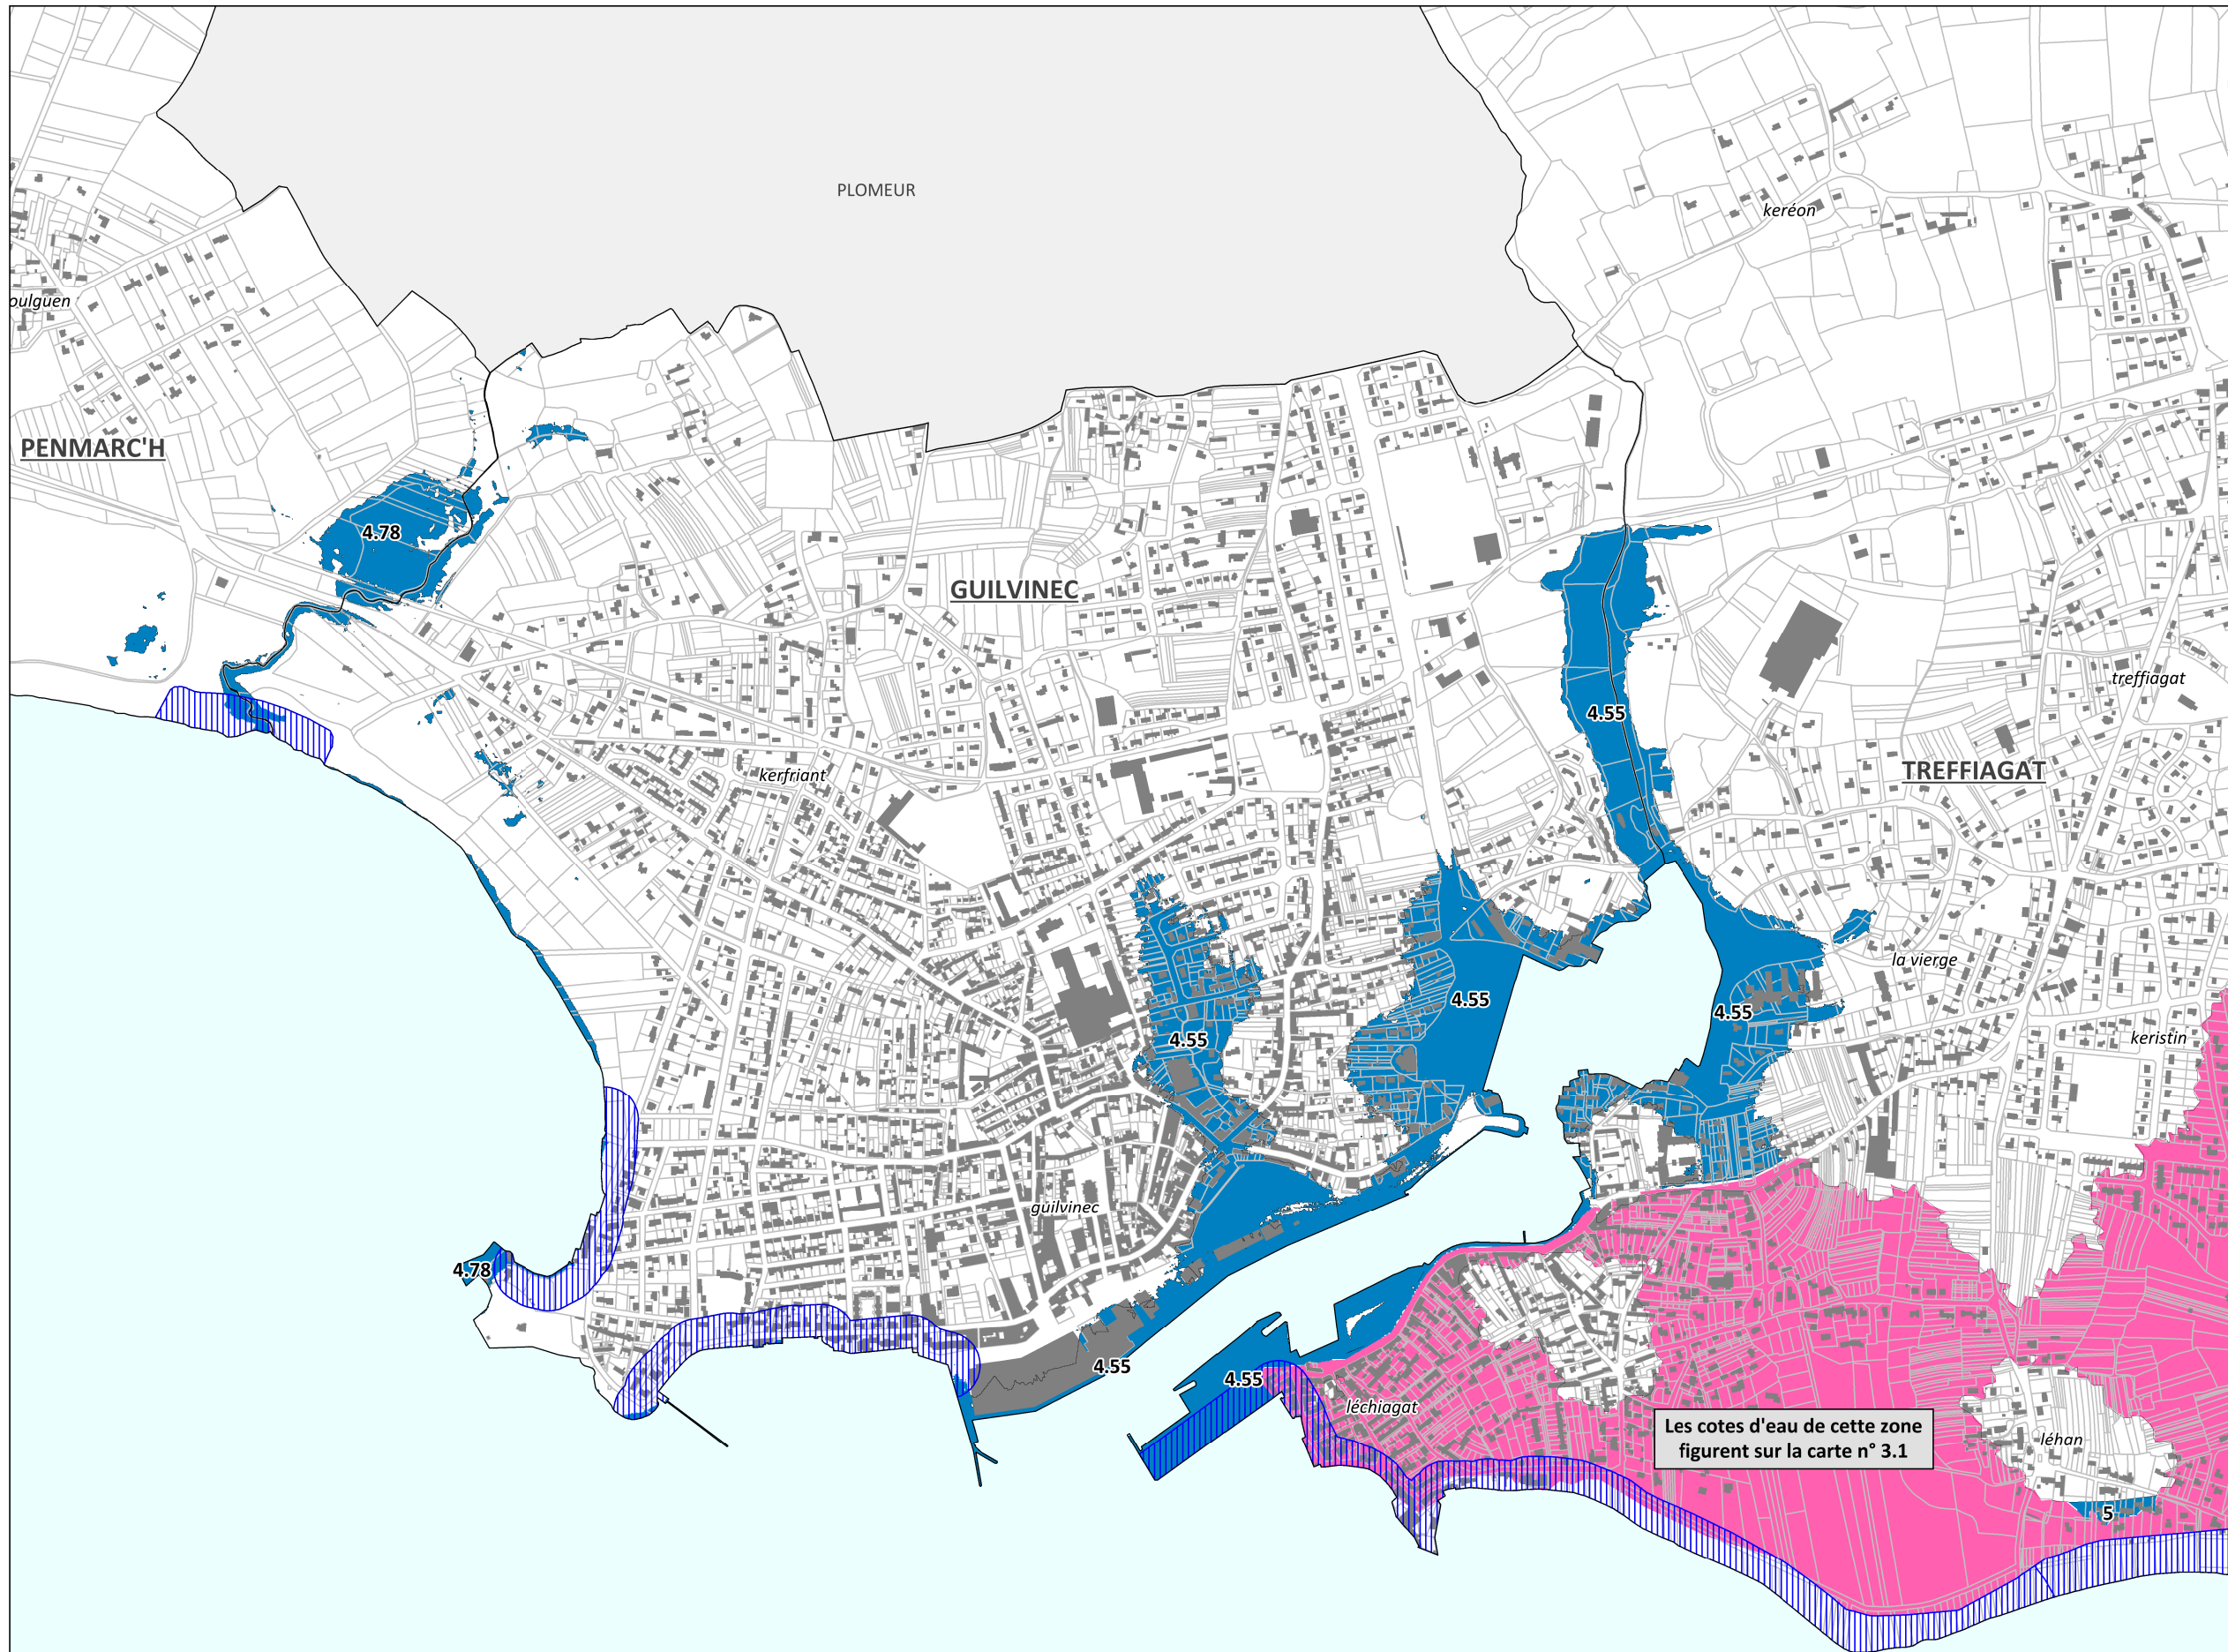 PLOMEUR
keréon
oulguen
PENMARC'H
4.78
GUILVINEC
treffiagat
4.55
TREFFIAGAT
kerfriant
la vierge
4.55
4.55
keristin
4.55
guilvinec
4.78
4.55
4.55
léchiagat
Les cotes d'eau de cette zone
figurent sur la carte n° 3.1
léhan
5